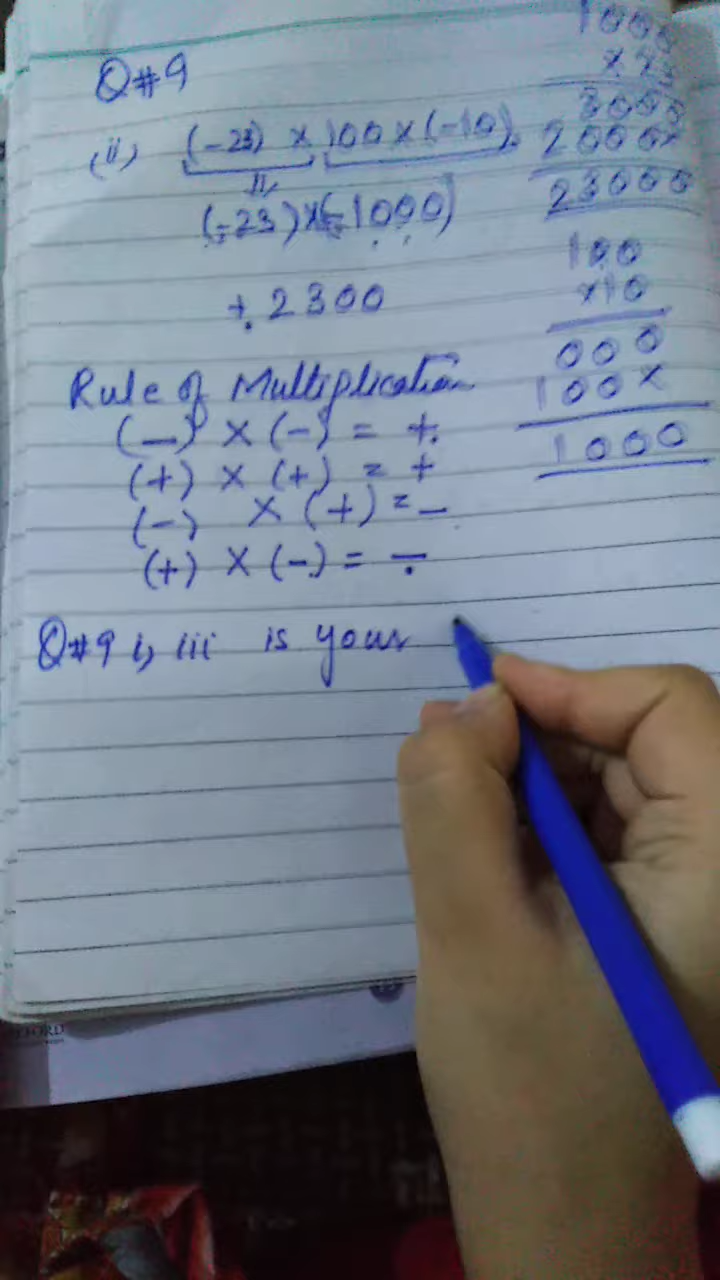 Q#9
(ii) (-23) × 100 × (-10)
(-23) × (-1000)
+ 2300
Rule of Multiplication
(-) × (-) = +
(+) × (+) = +
(-) × (+) = -
(+) × (-) = -
Q#9 i, iii is your
1000
× 23
3000
2000×
23000
100
×10
000
100×
1000